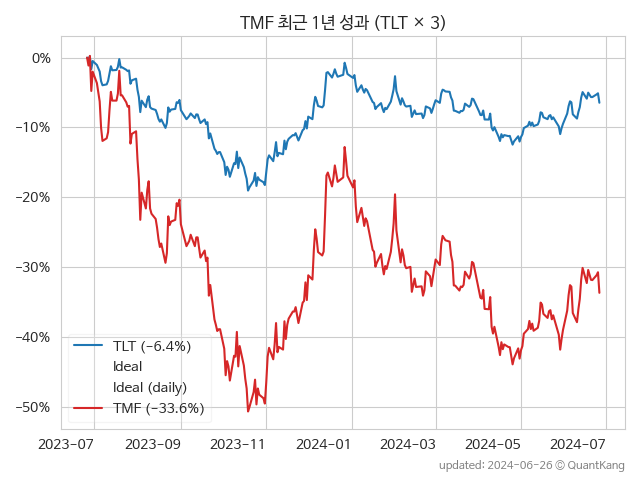 TMF 최근 1년 성과 (TLT × 3)
0%
−10%
−20%
−30%
−40%
−50%
TLT (−6.4%)
Ideal
Ideal (daily)
TMF (−33.6%)
2023-07 2023-09 2023-11 2024-01 2024-03 2024-05 2024-07
updated: 2024-06-26 © QuantKang